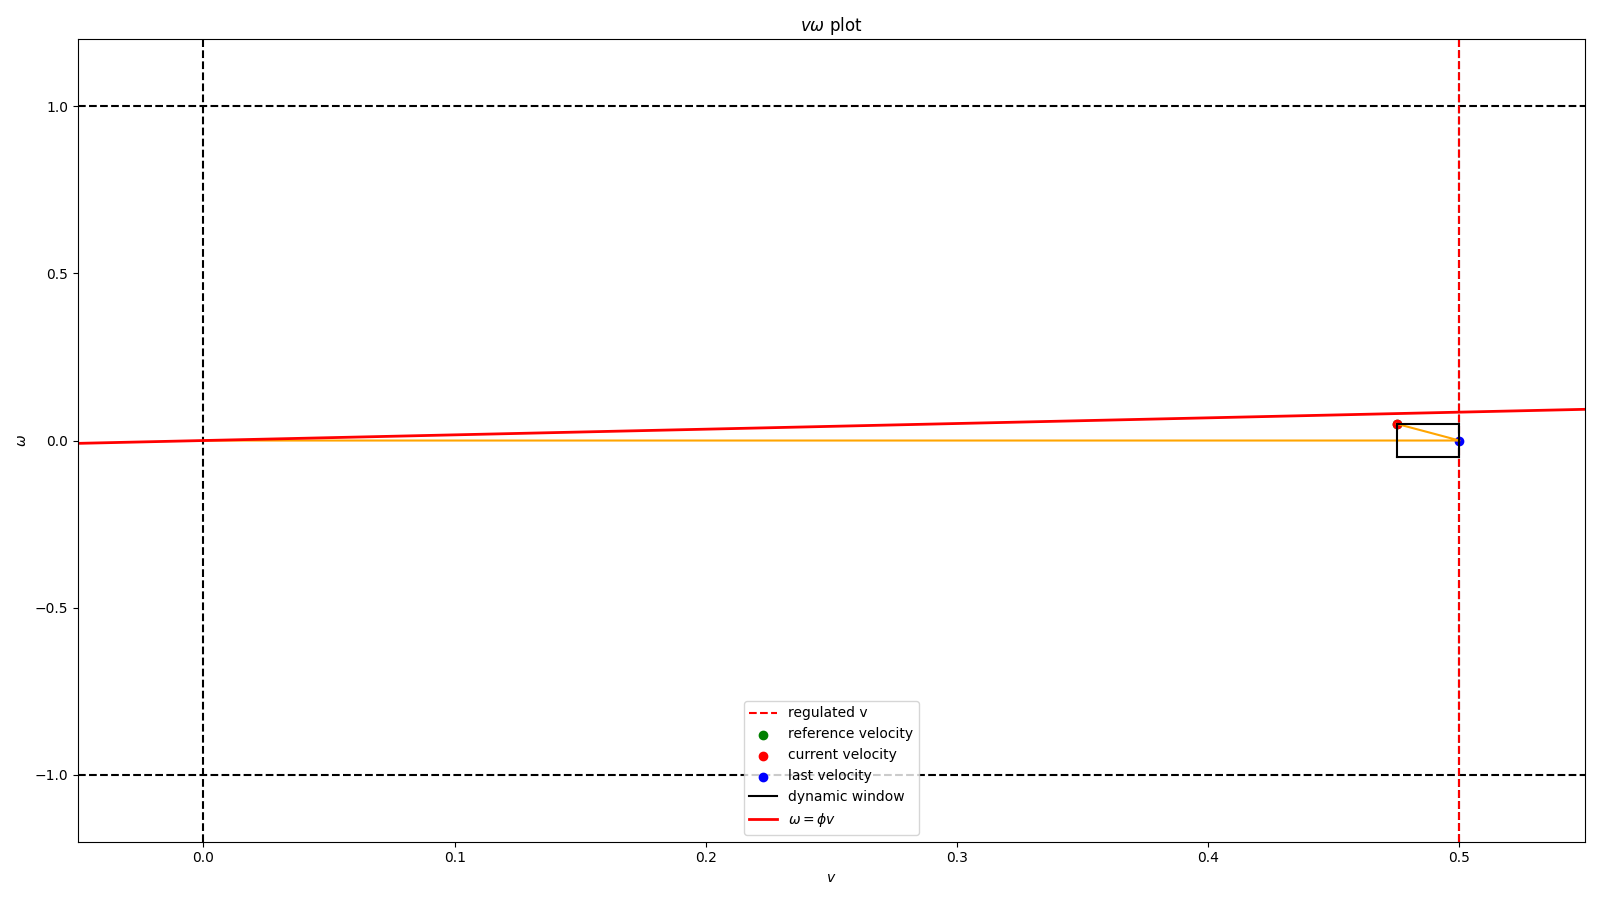 vω plot
1.0
0.5
0.0
−0.5
−1.0
ω
0.0 0.1 0.2 0.3 0.4 0.5
v
regulated v
reference velocity
current velocity
last velocity
dynamic window
ω = ϕv